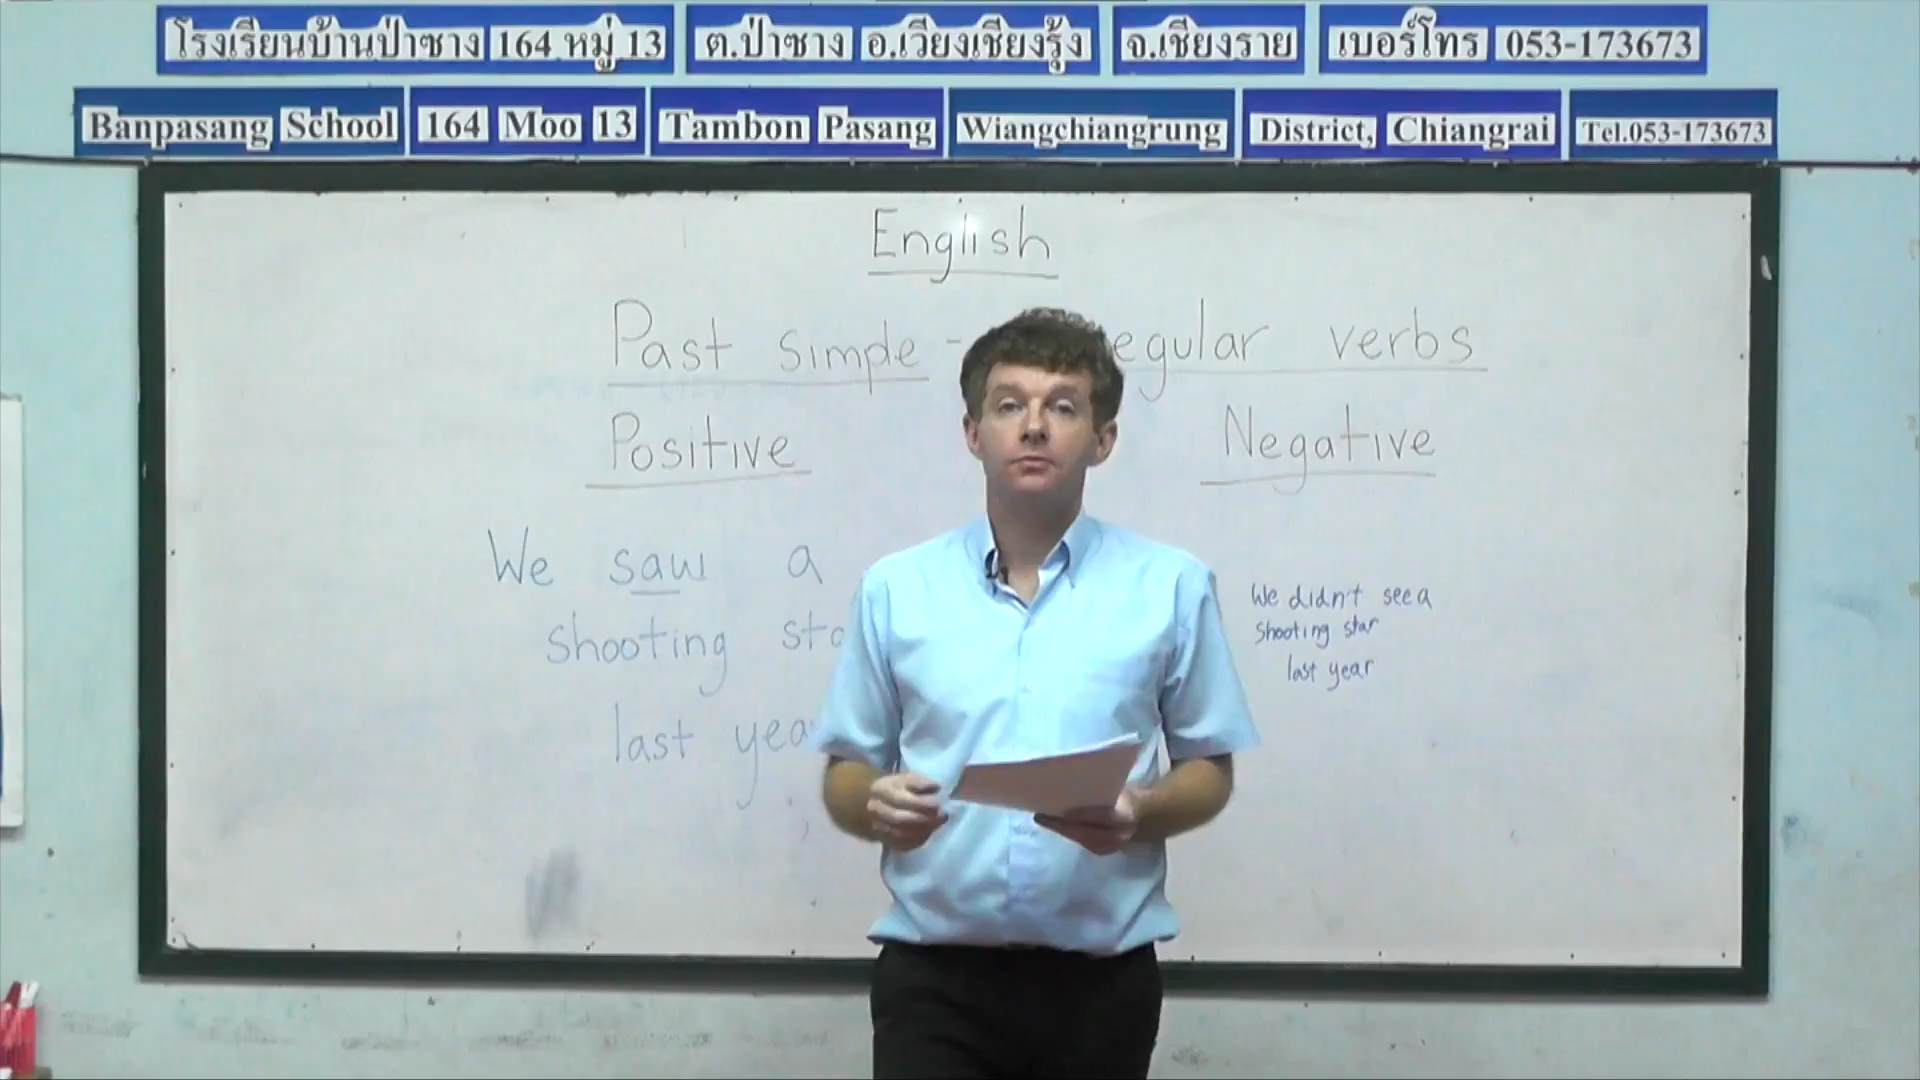 โรงเรียนบ้านป่าซาง 164 หมู่ 13 ต.ป่าซาง อ.เวียงเชียงรุ้ง จ.เชียงราย เบอร์โทร 053-173673
Banpasang School 164 Moo 13 Tambon Pasang Wiangchiangrung District, Chiangrai Tel.053-173673
English
Past simple - egular verbs
Positive
Negative
We saw a
shooting sta
last yea
We didn't see a
shooting star
last year